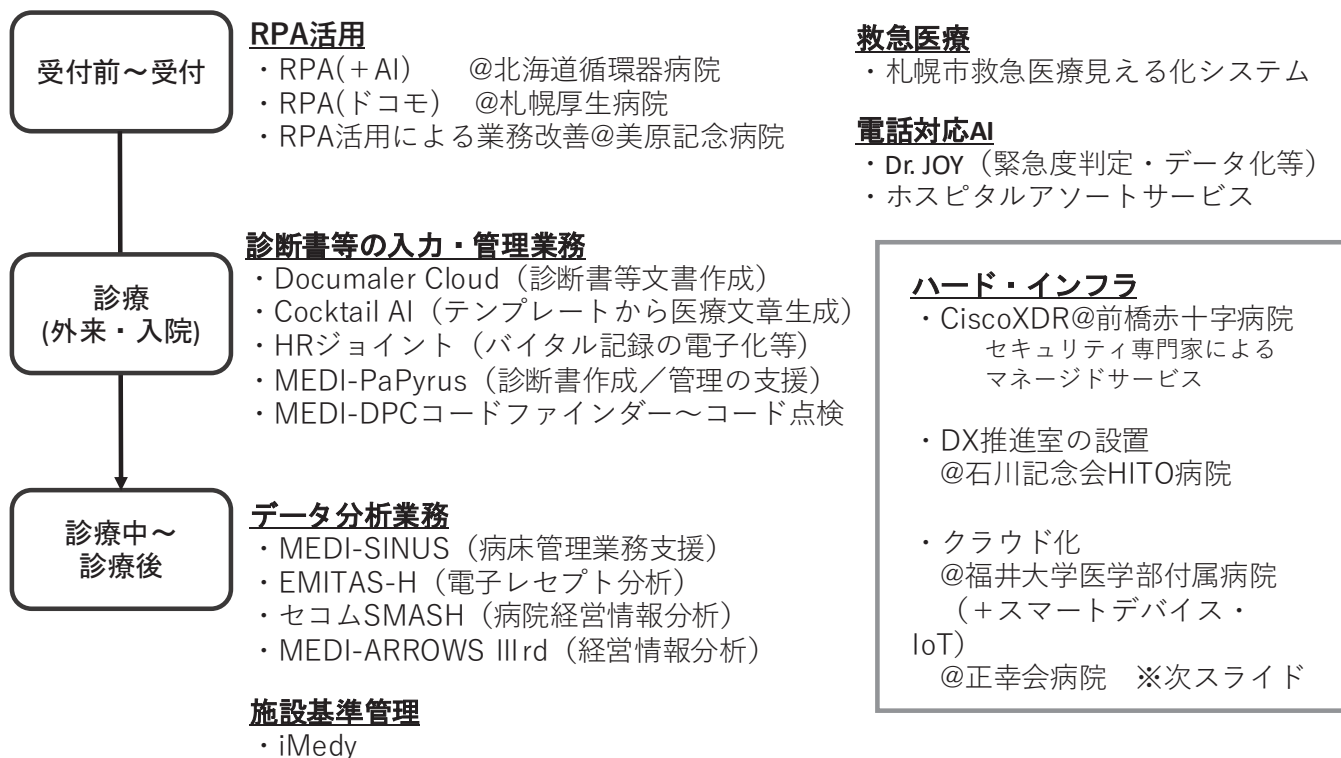 受付前～受付
RPA活用
・RPA(＋AI)　　@北海道循環器病院
・RPA(ドコモ)　@札幌厚生病院
・RPA活用による業務改善@美原記念病院
救急医療
・札幌市救急医療見える化システム
電話対応AI
・Dr. JOY（緊急度判定・データ化等）
・ホスピタルアソートサービス
診療
(外来・入院)
診断書等の入力・管理業務
・Documaler Cloud（診断書等文書作成）
・Cocktail AI（テンプレートから医療文章生成）
・HRジョイント（バイタル記録の電子化等）
・MEDI-PaPyrus（診断書作成／管理の支援）
・MEDI-DPCコードファインダー～コード点検
診療中～
診療後
データ分析業務
・MEDI-SINUS（病床管理業務支援）
・EMITAS-H（電子レセプト分析）
・セコムSMASH（病院経営情報分析）
・MEDI-ARROWS IIIrd（経営情報分析）
施設基準管理
・iMedy
ハード・インフラ
・CiscoXDR@前橋赤十字病院
セキュリティ専門家による
マネージドサービス
・DX推進室の設置
@石川記念会HITO病院
・クラウド化
@福井大学医学部付属病院
（＋スマートデバイス・
IoT）
@正幸会病院　※次スライド